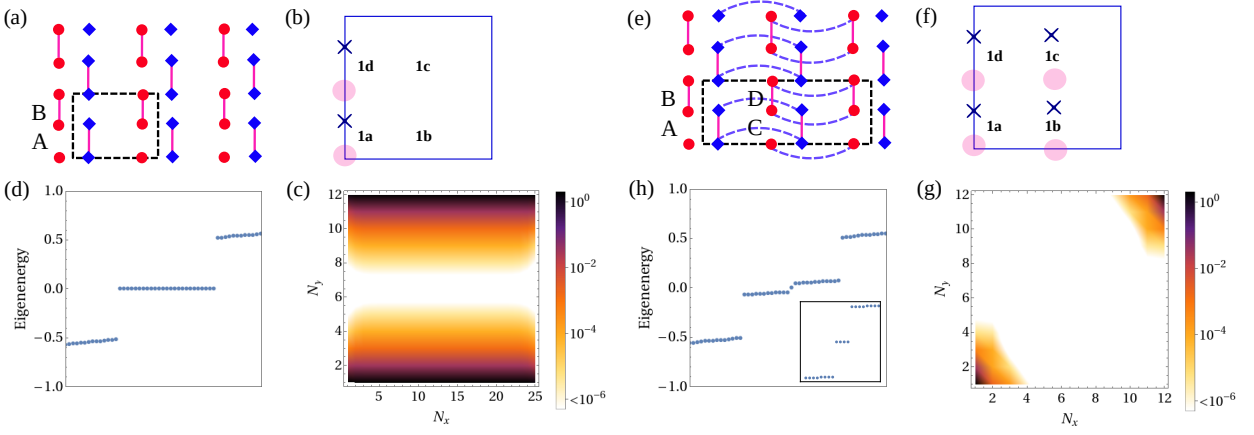 (a)
B
A
(b)
1d
1c
1a
1b
(e)
B
D
A
C
(f)
1d
1c
1a
1b
(d)
Eigenenergy
1.0
0.5
0.0
−0.5
−1.0
(c)
N_y
12
10
8
6
4
2
5
10
15
20
25
N_x
10^0
10^−2
10^−4
<10^−6
(h)
Eigenenergy
1.0
0.5
0.0
−0.5
−1.0
(g)
N_y
12
10
8
6
4
2
2
4
6
8
10
12
N_x
10^0
10^−2
10^−4
<10^−6